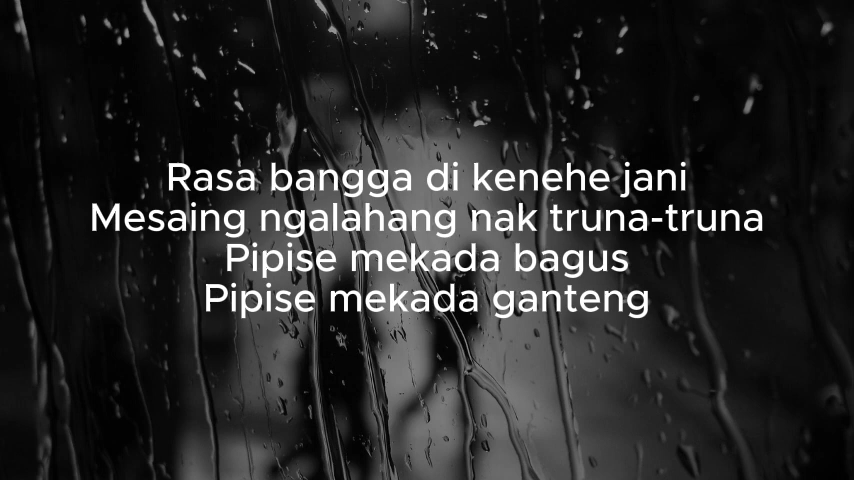 Rasa bangga di kenehe jani
Mesaing ngalahang nak truna-truna
Pipise mekada bagus
Pipise mekada ganteng